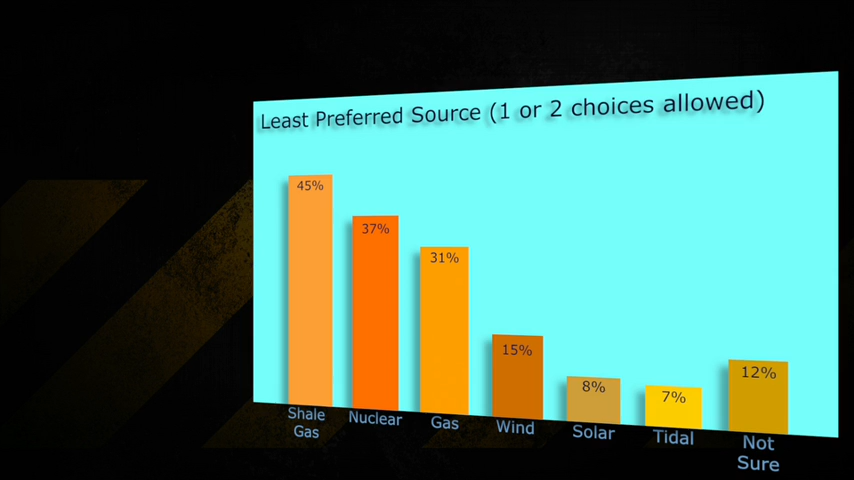 Least Preferred Source (1 or 2 choices allowed)
45%
37%
31%
15%
8%
7%
12%
Shale
Gas
Nuclear
Gas
Wind
Solar
Tidal
Not
Sure